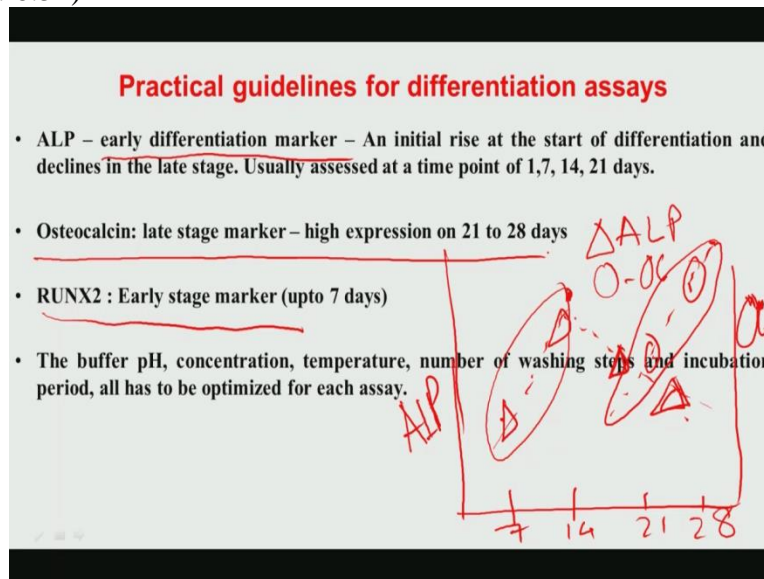 Practical guidelines for differentiation assays
• ALP – early differentiation marker – An initial rise at the start of differentiation and
declines in the late stage. Usually assessed at a time point of 1,7, 14, 21 days.
• Osteocalcin: late stage marker – high expression on 21 to 28 days
ΔALP
O-OC
• RUNX2 : Early stage marker (upto 7 days)
• The buffer pH, concentration, temperature, number of washing steps and incubation
period, all has to be optimized for each assay.
ALP
7 14 21 28